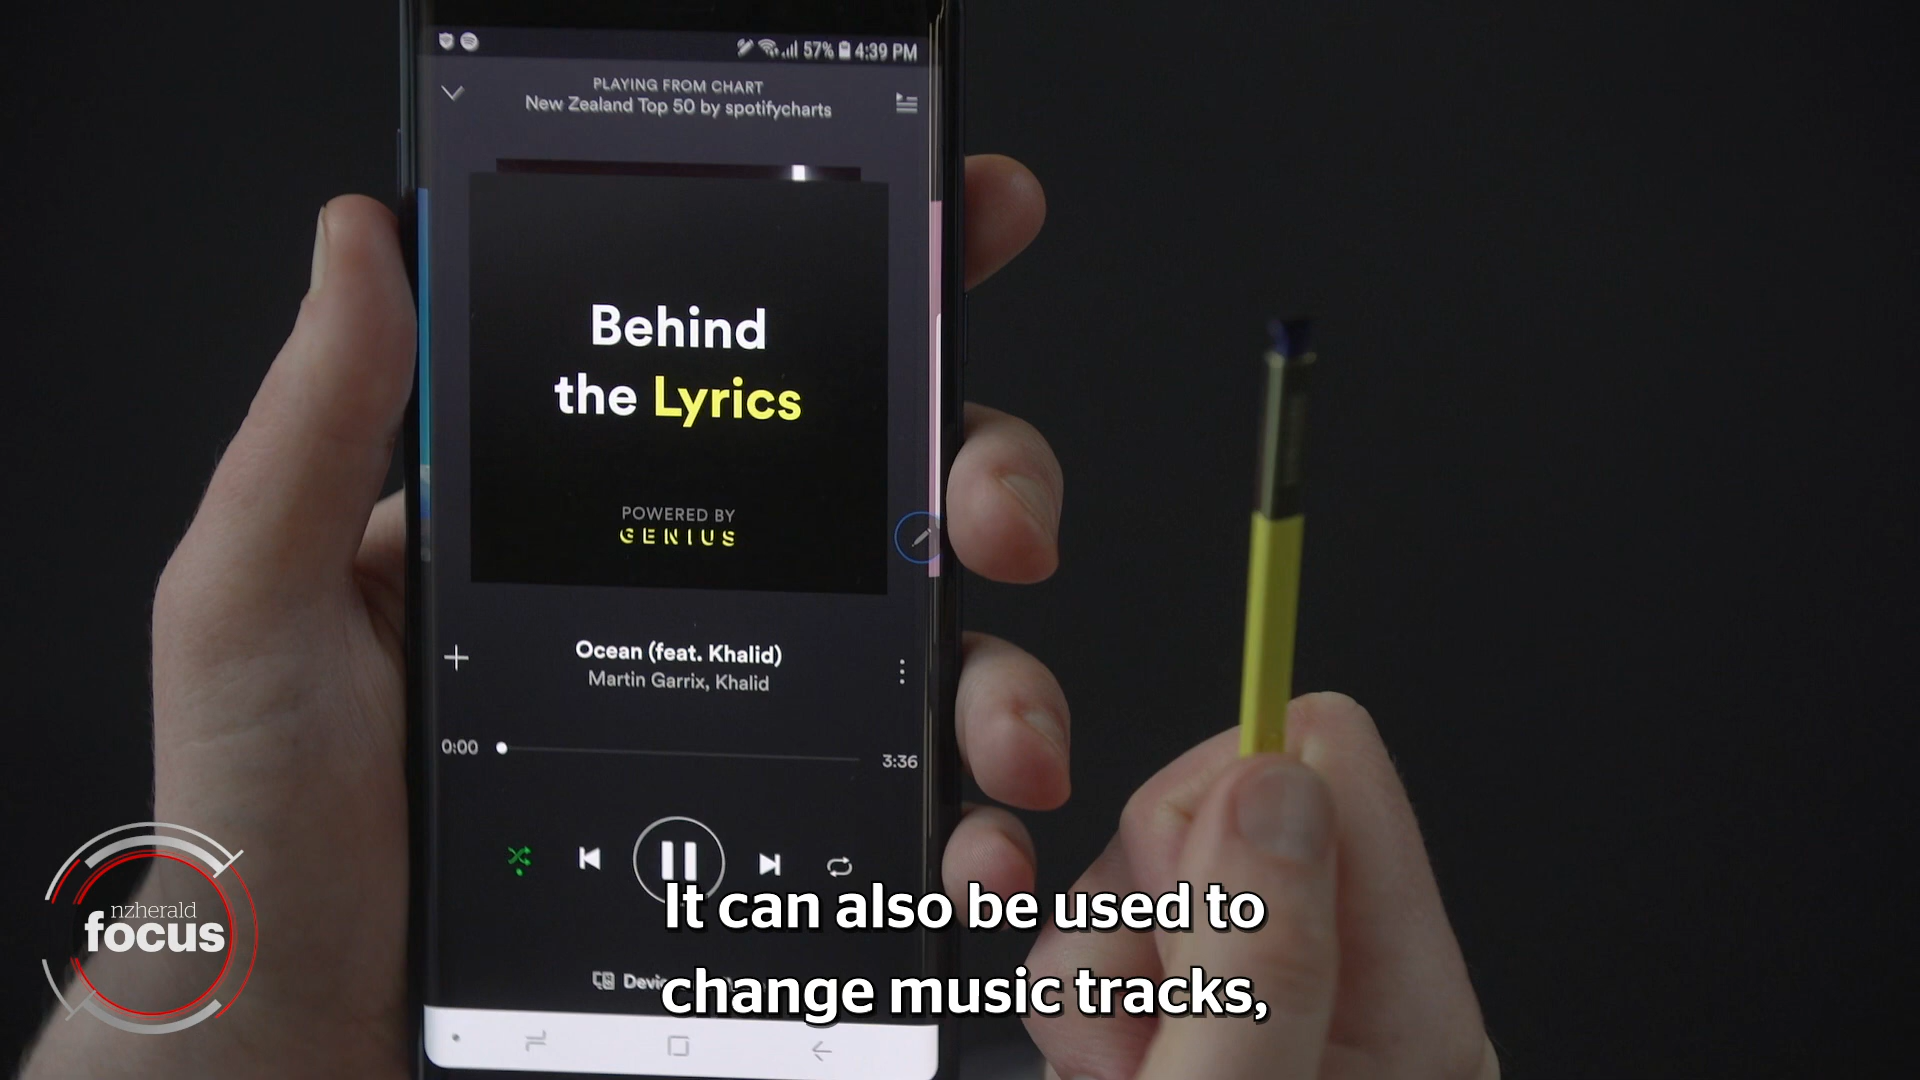 57% 4:39 PM
PLAYING FROM CHART
New Zealand Top 50 by spotifycharts
Behind
the Lyrics
POWERED BY
GENIUS
Ocean (feat. Khalid)
Martin Garrix, Khalid
0:00
3:36
nzherald
focus
It can also be used to
change music tracks,